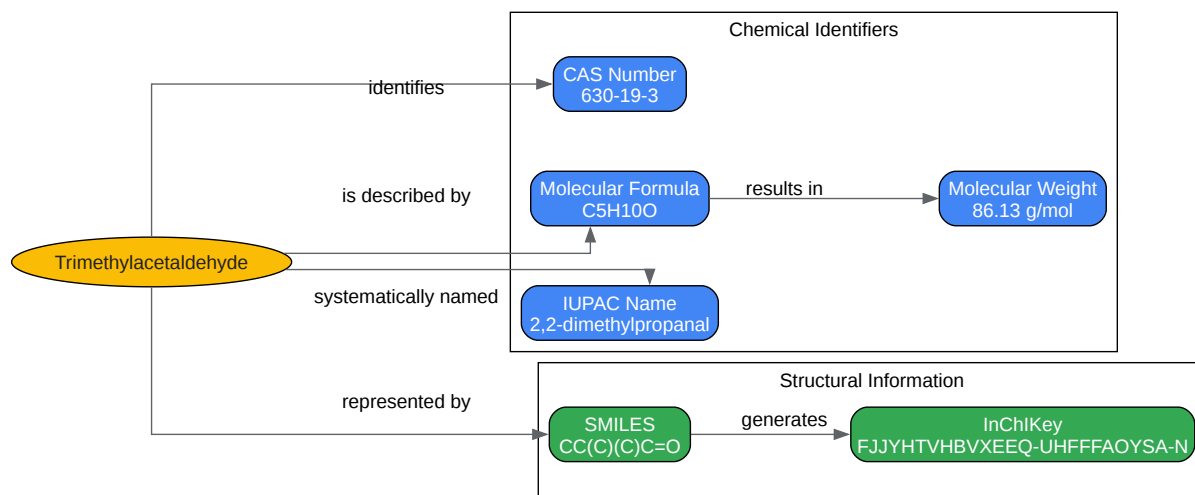 Chemical Identifiers
identifies
CAS Number
630-19-3
is described by
Molecular Formula
C5H10O
results in
Molecular Weight
86.13 g/mol
Trimethylacetaldehyde
systematically named
IUPAC Name
2,2-dimethylpropanal
Structural Information
represented by
SMILES
CC(C)(C)C=O
generates
InChIKey
FJJYHTVHBVXEEQ-UHFFFAOYSA-N